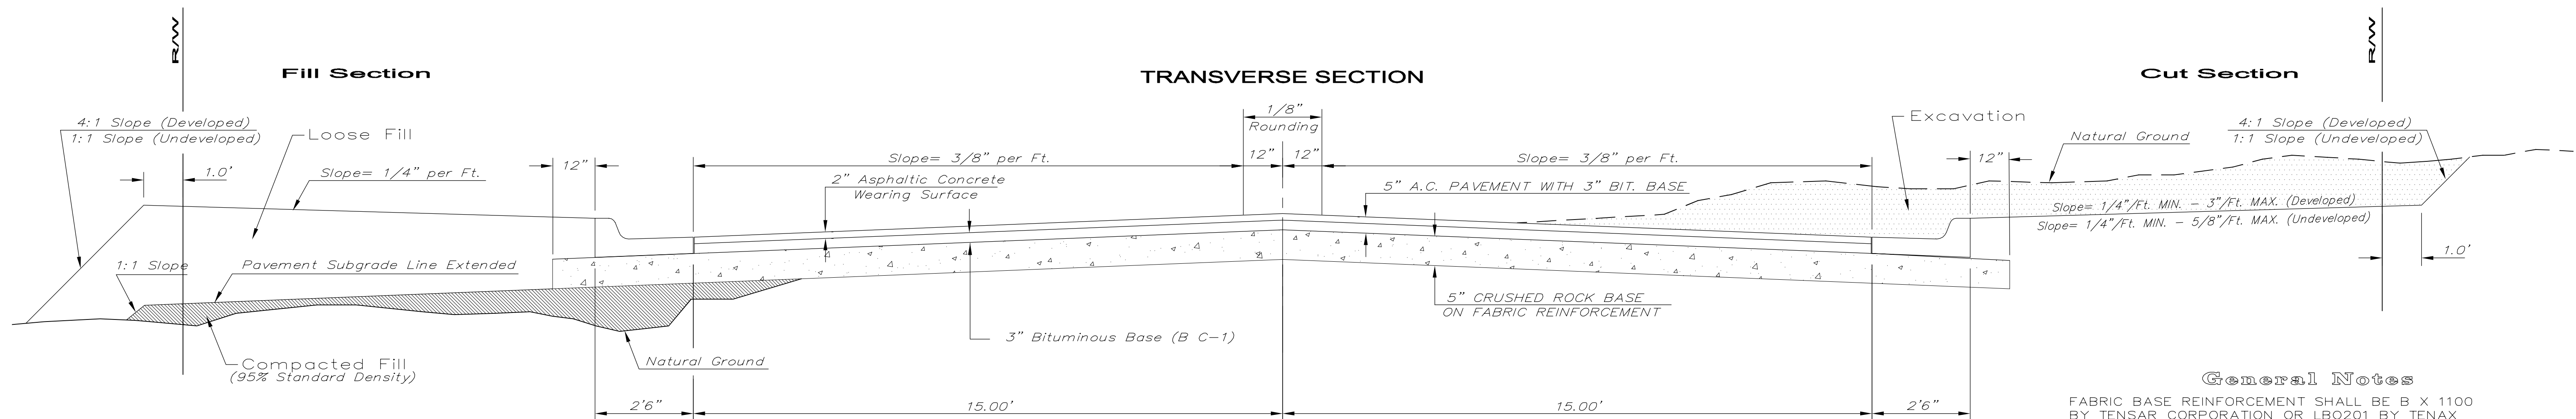 R/W
R/W
Fill Section
TRANSVERSE SECTION
Cut Section
4:1 Slope (Developed)
1:1 Slope (Undeveloped)
Loose Fill
1.0'
Slope= 1/4" per Ft.
12"
Slope= 3/8" per Ft.
1/8"
Rounding
12"
12"
Slope= 3/8" per Ft.
2" Asphaltic Concrete
Wearing Surface
5" A.C. PAVEMENT WITH 3" BIT. BASE
Excavation
Natural Ground
12"
4:1 Slope (Developed)
1:1 Slope (Undeveloped)
Slope= 1/4"/Ft. MIN. - 3"/Ft. MAX. (Developed)
Slope= 1/4"/Ft. MIN. - 5/8"/Ft. MAX. (Undeveloped)
1.0'
1:1 Slope
Pavement Subgrade Line Extended
5" CRUSHED ROCK BASE
ON FABRIC REINFORCEMENT
3" Bituminous Base (B C-1)
Compacted Fill
(95% Standard Density)
Natural Ground
2'6"
15.00'
15.00'
2'6"
General Notes
FABRIC BASE REINFORCEMENT SHALL BE B X 1100
BY TENSAR CORPORATION OR LBO201 BY TENAX